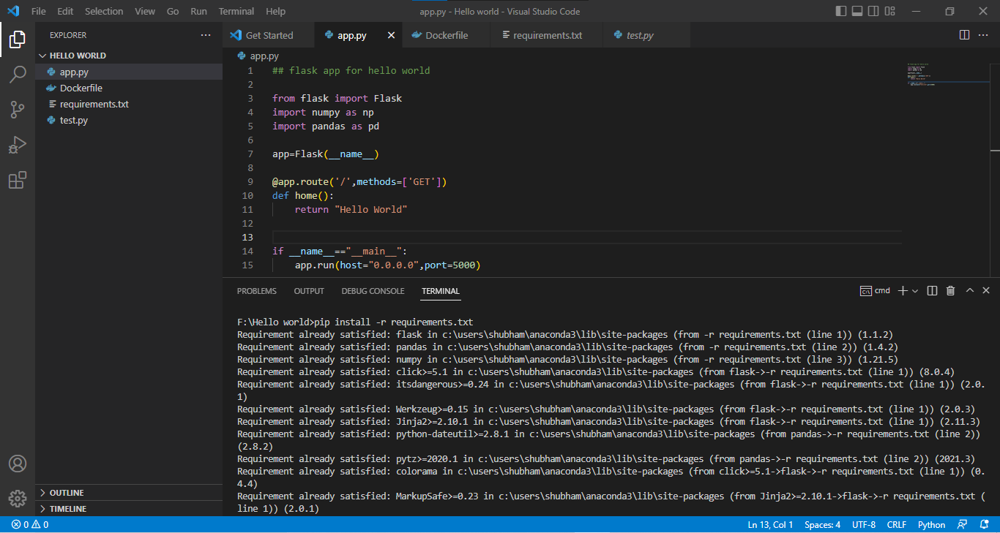 File Edit Selection View Go Run Terminal Help
app.py - Hello world - Visual Studio Code
EXPLORER
HELLO WORLD
app.py
Dockerfile
requirements.txt
test.py
OUTLINE
TIMELINE
Get Started
app.py
Dockerfile
requirements.txt
test.py
app.py
1 ## flask app for hello world
2
3 from flask import Flask
4 import numpy as np
5 import pandas as pd
6
7 app=Flask(__name__)
8
9 @app.route('/',methods=['GET'])
10 def home():
11     return "Hello World"
12
13
14 if __name__=="__main__":
15     app.run(host="0.0.0.0",port=5000)
PROBLEMS OUTPUT DEBUG CONSOLE TERMINAL
cmd
F:\Hello world>pip install -r requirements.txt
Requirement already satisfied: flask in c:\users\shubham\anaconda3\lib\site-packages (from -r requirements.txt (line 1)) (1.1.2)
Requirement already satisfied: pandas in c:\users\shubham\anaconda3\lib\site-packages (from -r requirements.txt (line 2)) (1.4.2)
Requirement already satisfied: numpy in c:\users\shubham\anaconda3\lib\site-packages (from -r requirements.txt (line 3)) (1.21.5)
Requirement already satisfied: click>=5.1 in c:\users\shubham\anaconda3\lib\site-packages (from flask->-r requirements.txt (line 1)) (8.0.4)
Requirement already satisfied: itsdangerous>=0.24 in c:\users\shubham\anaconda3\lib\site-packages (from flask->-r requirements.txt (line 1)) (2.0.
1)
Requirement already satisfied: Werkzeug>=0.15 in c:\users\shubham\anaconda3\lib\site-packages (from flask->-r requirements.txt (line 1)) (2.0.3)
Requirement already satisfied: Jinja2>=2.10.1 in c:\users\shubham\anaconda3\lib\site-packages (from flask->-r requirements.txt (line 1)) (2.11.3)
Requirement already satisfied: python-dateutil>=2.8.1 in c:\users\shubham\anaconda3\lib\site-packages (from pandas->-r requirements.txt (line 2))
(2.8.2)
Requirement already satisfied: pytz>=2020.1 in c:\users\shubham\anaconda3\lib\site-packages (from pandas->-r requirements.txt (line 2)) (2021.3)
Requirement already satisfied: colorama in c:\users\shubham\anaconda3\lib\site-packages (from click>=5.1->flask->-r requirements.txt (line 1)) (0.
4.4)
Requirement already satisfied: MarkupSafe>=0.23 in c:\users\shubham\anaconda3\lib\site-packages (from Jinja2>=2.10.1->flask->-r requirements.txt (
line 1)) (2.0.1)
0 0
Ln 13, Col 1 Spaces: 4 UTF-8 CRLF Python